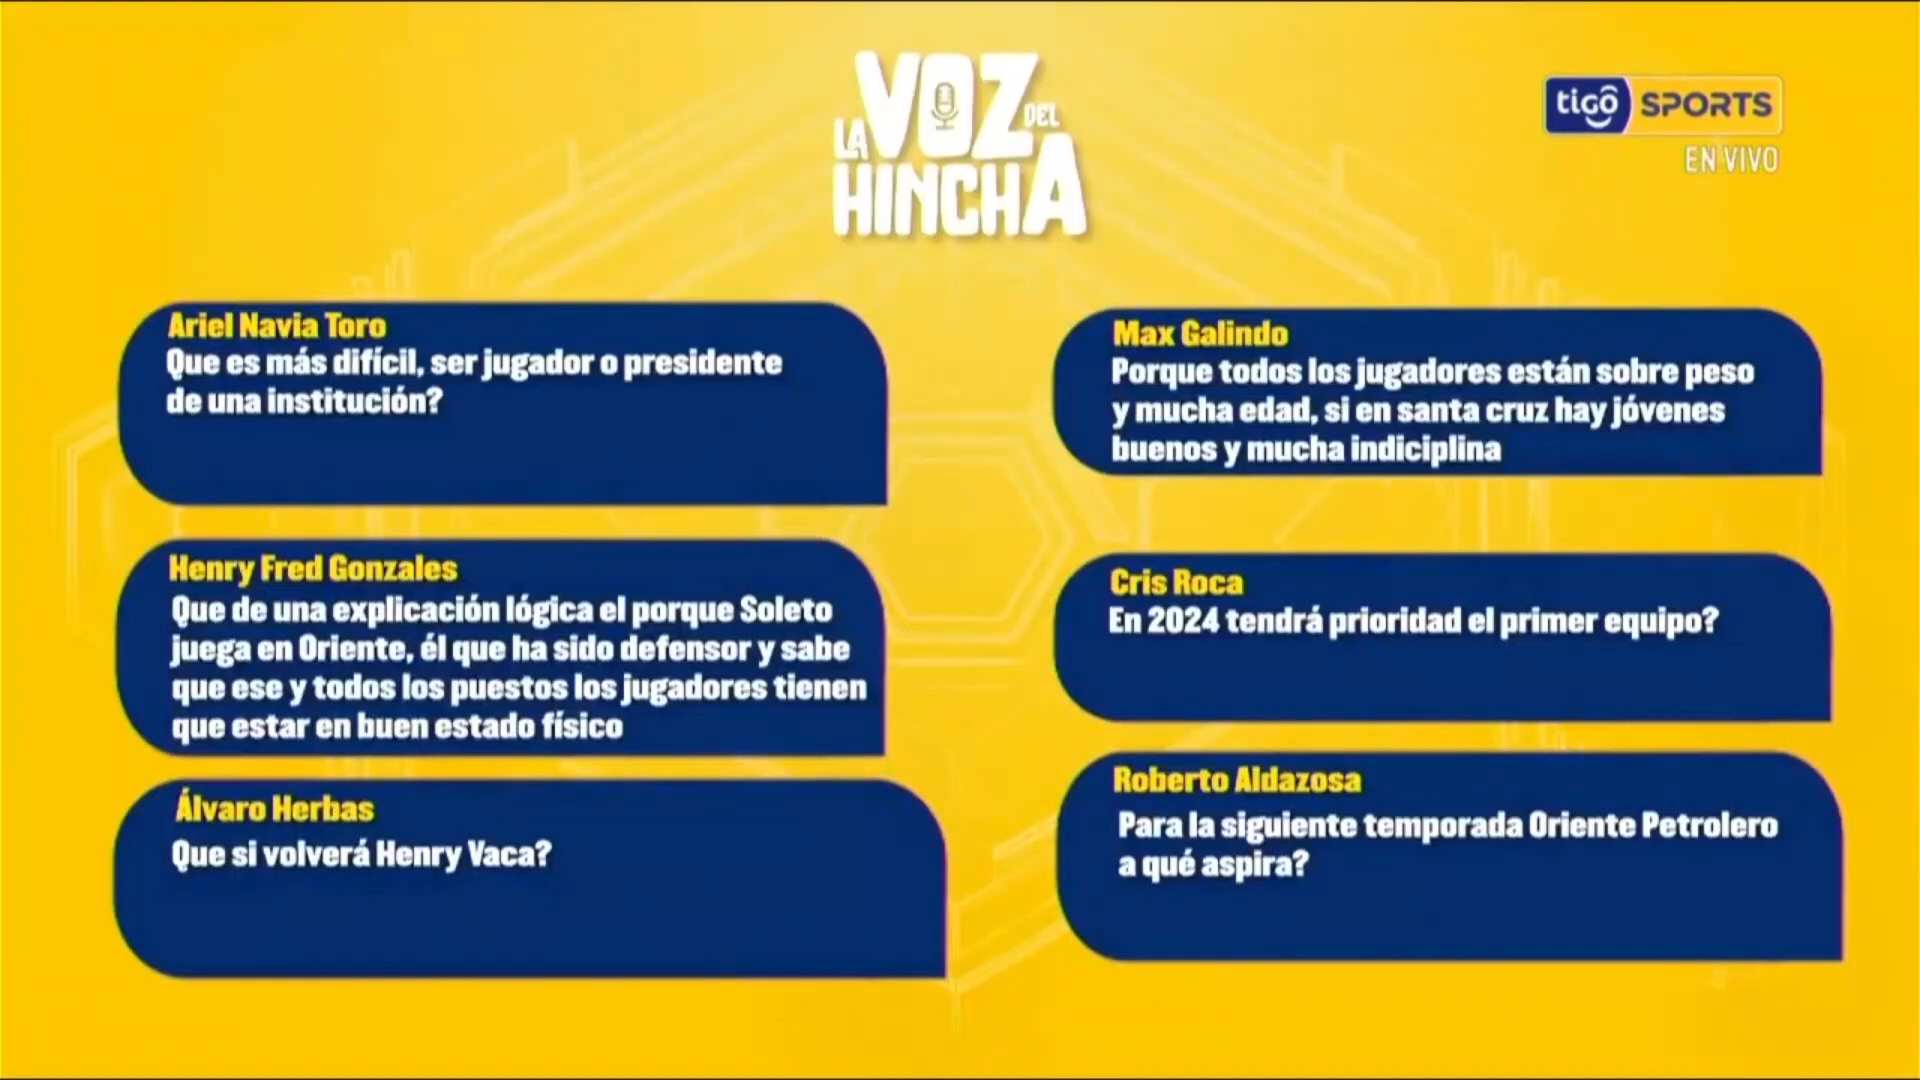 LA VOZ DEL
HINCHA
tigo SPORTS
EN VIVO
Ariel Navia Toro
Que es más difícil, ser jugador o presidente
de una institución?
Henry Fred Gonzales
Que de una explicación lógica el porque Soleto
juega en Oriente, él que ha sido defensor y sabe
que ese y todos los puestos los jugadores tienen
que estar en buen estado físico
Álvaro Herbas
Que si volverá Henry Vaca?
Max Galindo
Porque todos los jugadores están sobre peso
y mucha edad, si en santa cruz hay jóvenes
buenos y mucha indiciplina
Cris Roca
En 2024 tendrá prioridad el primer equipo?
Roberto Aldazosa
Para la siguiente temporada Oriente Petrolero
a qué aspira?